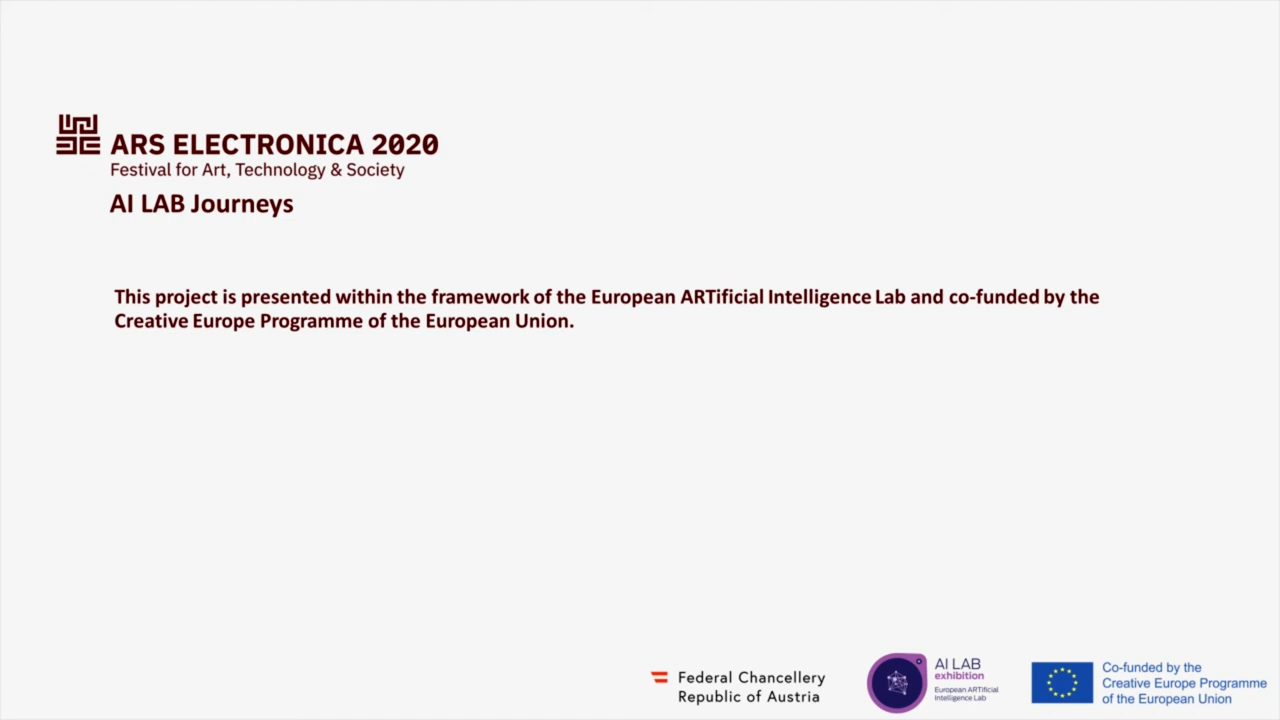 ARS ELECTRONICA 2020
Festival for Art, Technology & Society
AI LAB Journeys
This project is presented within the framework of the European ARTificial Intelligence Lab and co-funded by the
Creative Europe Programme of the European Union.
Federal Chancellery
Republic of Austria
AI LAB
exhibition
European ARTificial
Intelligence Lab
Co-funded by the
Creative Europe Programme
of the European Union